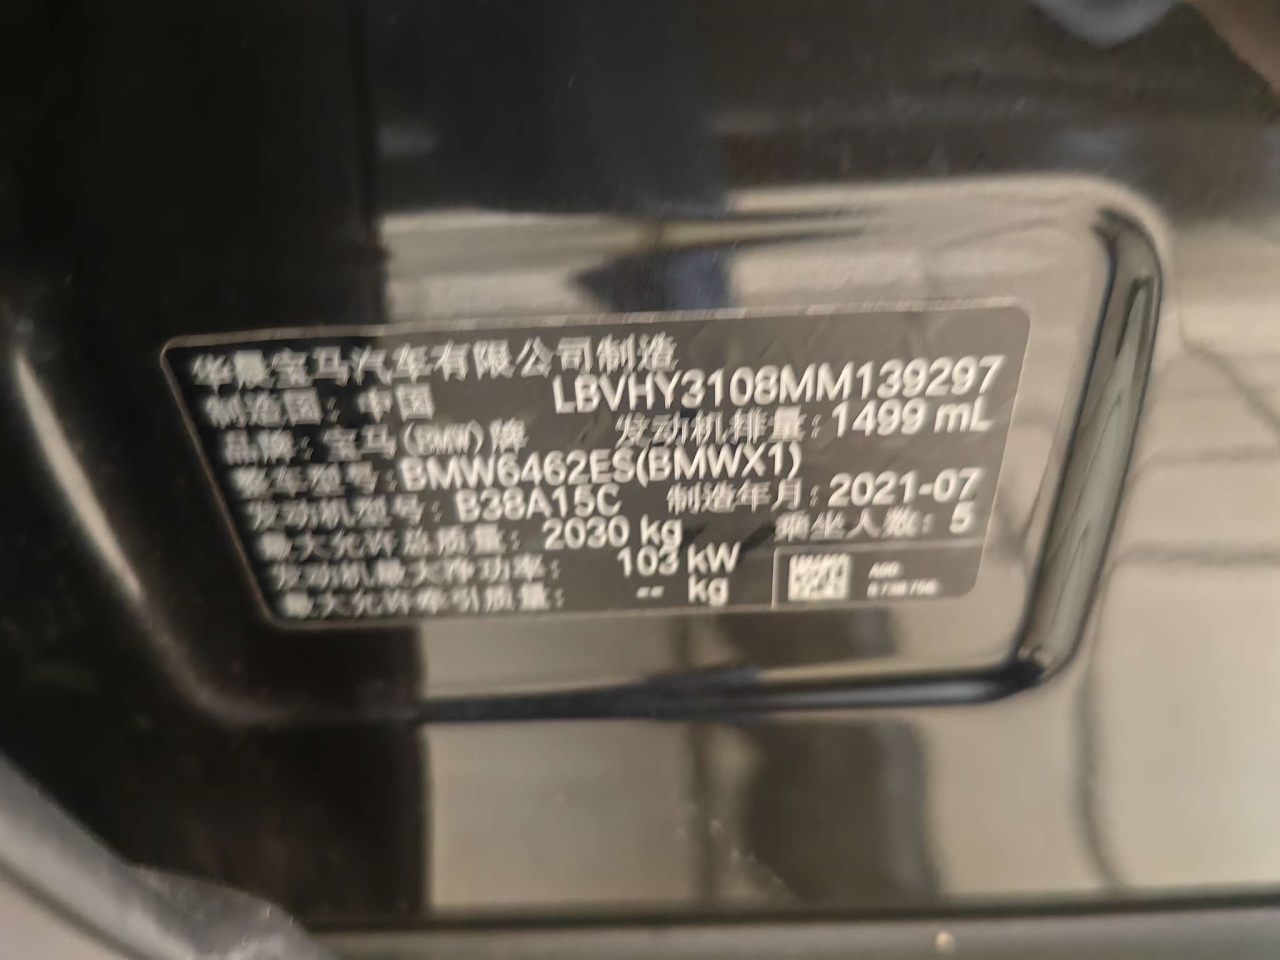 华晨宝马汽车有限公司制造
制造国：中国 LBVHY3108MM139297
品牌：宝马(BMW)牌 发动机排量：1499 mL
整车型号：BMW6462ES(BMWX1)
发动机型号：B38A15C 制造年月：2021-07
最大允许总质量：2030 kg 乘坐人数：5
发动机最大净功率：103 kW
最大允许牵引质量：-- kg